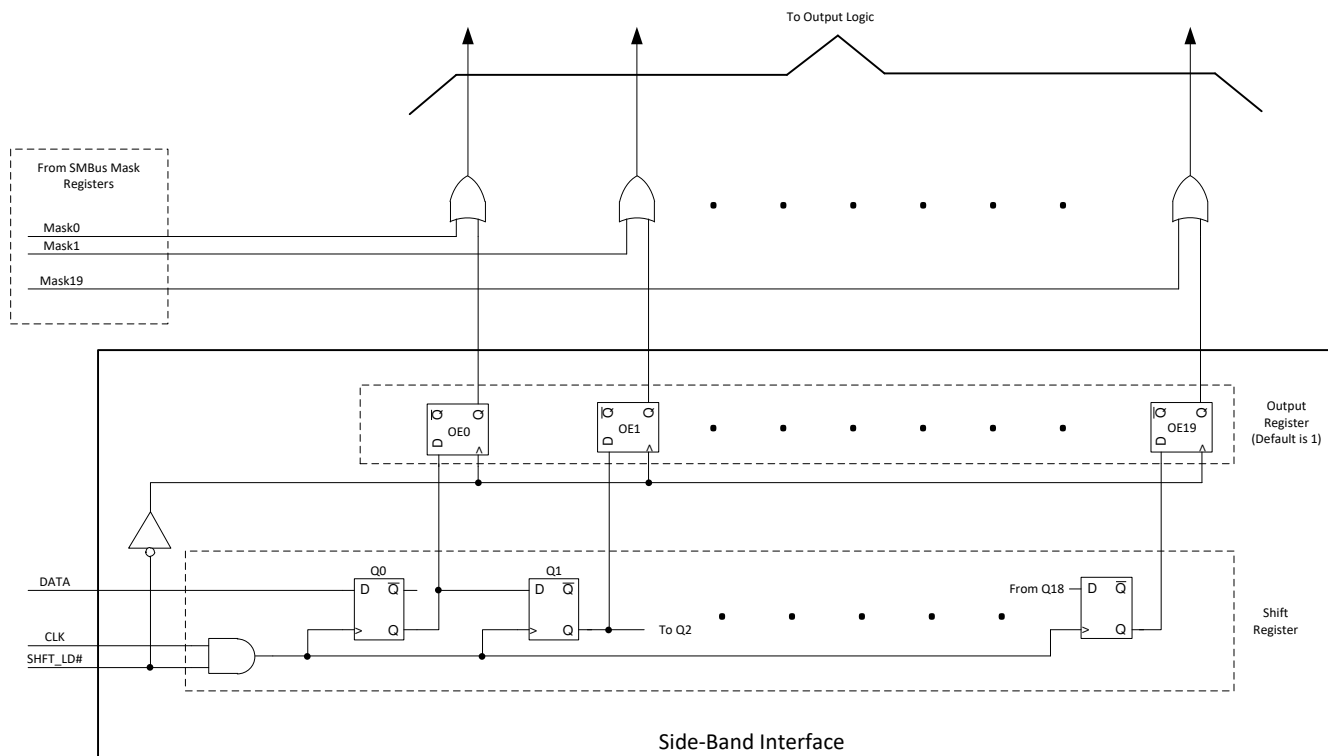 To Output Logic
From SMBus Mask
Registers
Mask0
Mask1
Mask19
Q Q
OE0
D >
Q Q
OE1
D >
Q Q
OE19
D >
Output
Register
(Default is 1)
DATA
CLK
SHFT_LD#
Q0
D Q
> Q
Q1
D Q
> Q
To Q2
From Q18
D Q
> Q
Shift
Register
Side-Band Interface